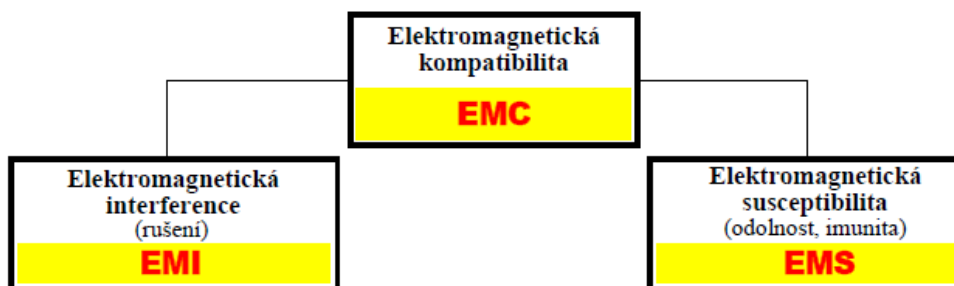 Elektromagnetická
kompatibilita
EMC
Elektromagnetická
interference
(rušení)
EMI
Elektromagnetická
susceptibilita
(odolnost, imunita)
EMS